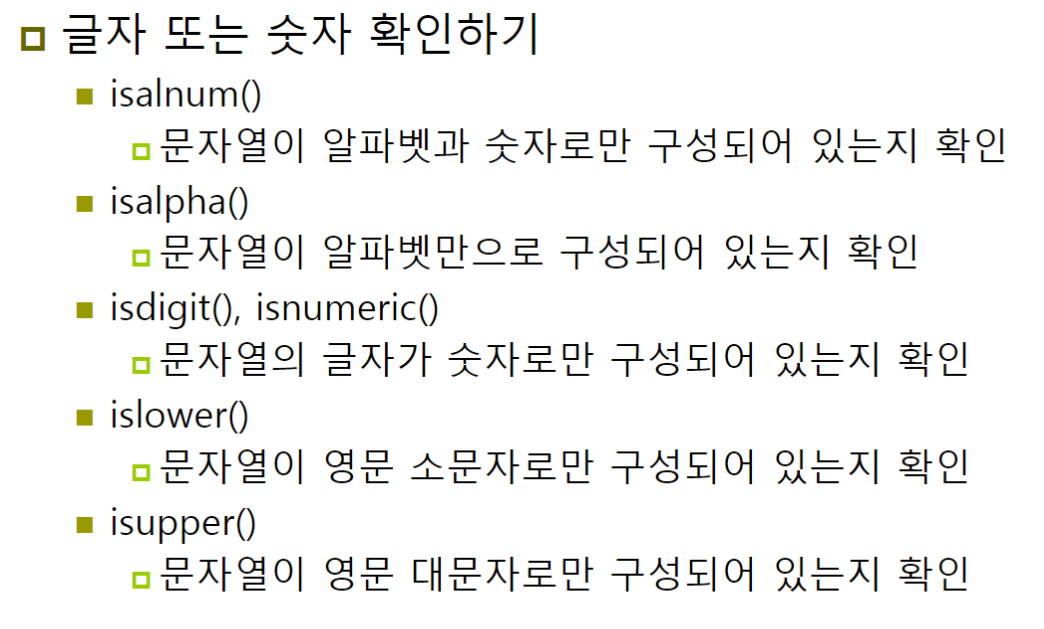 글자 또는 숫자 확인하기
isalnum()
문자열이 알파벳과 숫자로만 구성되어 있는지 확인
isalpha()
문자열이 알파벳만으로 구성되어 있는지 확인
isdigit(), isnumeric()
문자열의 글자가 숫자로만 구성되어 있는지 확인
islower()
문자열이 영문 소문자로만 구성되어 있는지 확인
isupper()
문자열이 영문 대문자로만 구성되어 있는지 확인